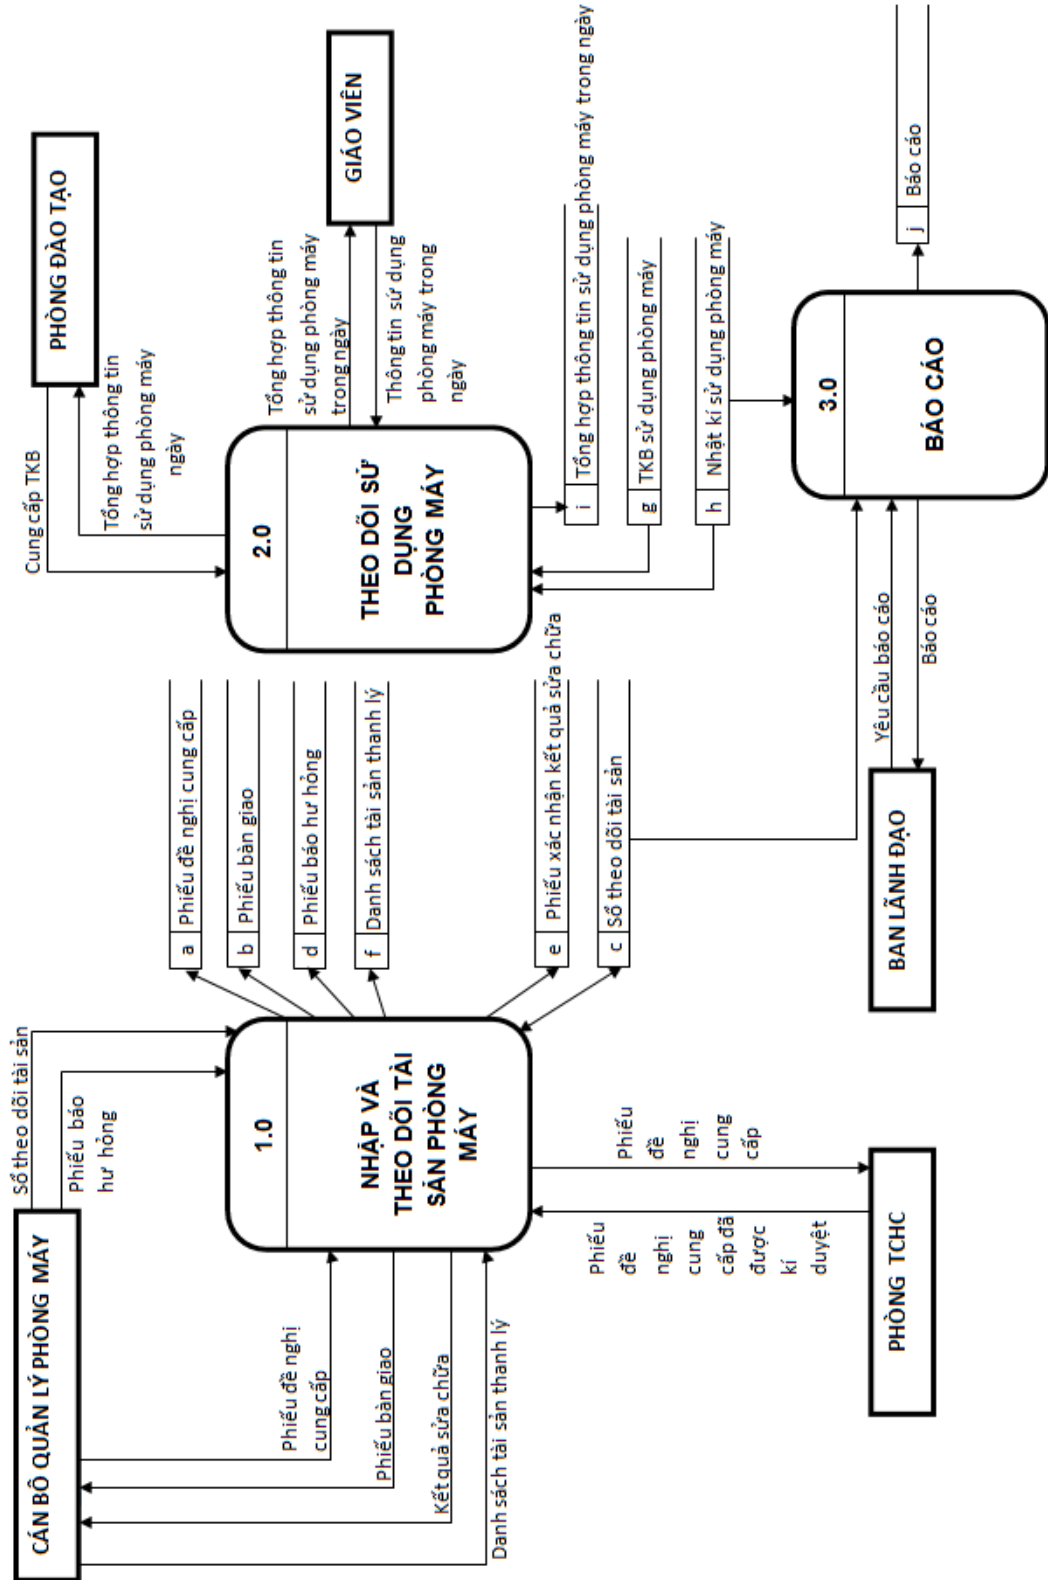 CÁN BỘ QUẢN LÝ PHÒNG MÁY
Sổ theo dõi tài sản
Phiếu báo
hư hỏng
Phiếu đề nghị
cung cấp
Phiếu bàn giao
Kết quả sửa chữa
Danh sách tài sản thanh lý
1.0
NHẬP VÀ
THEO DÕI TÀI
SẢN PHÒNG
MÁY
a Phiếu đề nghị cung cấp
b Phiếu bàn giao
d Phiếu báo hư hỏng
f Danh sách tài sản thanh lý
e Phiếu xác nhận kết quả sửa chữa
c Sổ theo dõi tài sản
Phiếu
đề
nghị
cung
cấp đã
được
kí
duyệt
Phiếu
đề
nghị
cung
cấp
PHÒNG TCHC
PHÒNG ĐÀO TẠO
Cung cấp TKB
Tổng hợp thông tin
sử dụng phòng máy
ngày
2.0
THEO DÕI SỬ
DỤNG
PHÒNG MÁY
Tổng hợp thông tin
sử dụng phòng máy
trong ngày
Thông tin sử dụng
phòng máy trong
ngày
GIÁO VIÊN
i Tổng hợp thông tin sử dụng phòng máy trong ngày
g TKB sử dụng phòng máy
h Nhật kí sử dụng phòng máy
3.0
BÁO CÁO
j Báo cáo
Yêu cầu báo cáo
Báo cáo
BAN LÃNH ĐẠO